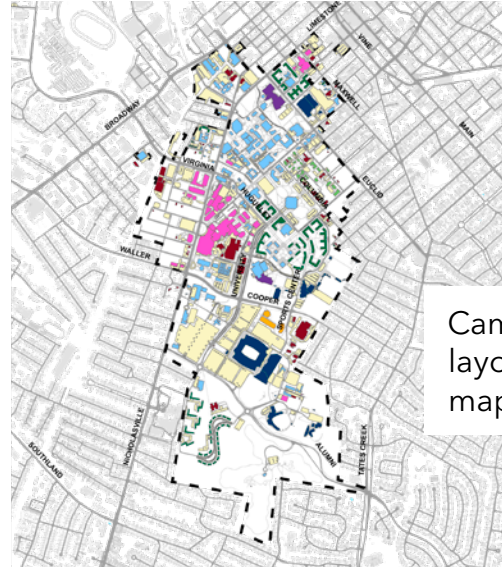 LIMESTONE
VINE
MAXWELL
MAIN
BROADWAY
EUCLID
VIRGINIA
HUGUELET
COLUMBIA
WALLER
UNIVERSITY
SPORTS CENTER
COOPER
Cam
layo
map
NICHOLASVILLE
ALUMNI
TATES CREEK
SOUTHLAND